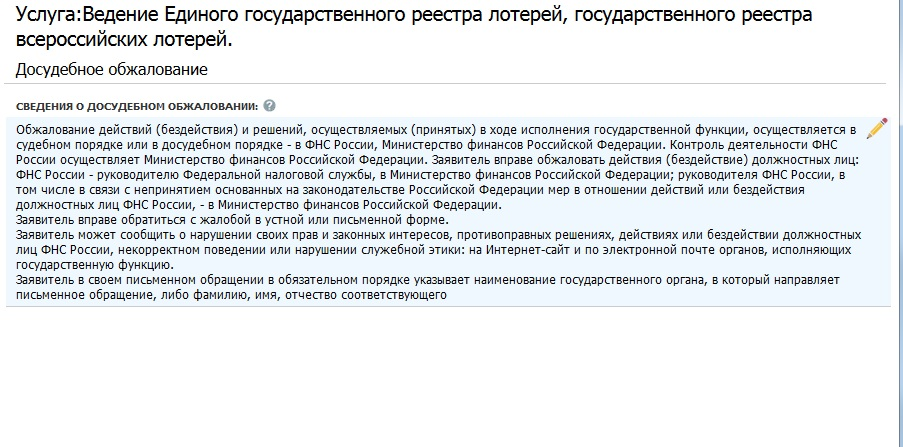 Услуга:Ведение Единого государственного реестра лотерей, государственного реестра
всероссийских лотерей.
Досудебное обжалование
СВЕДЕНИЯ О ДОСУДЕБНОМ ОБЖАЛОВАНИИ: ?
Обжалование действий (бездействия) и решений, осуществляемых (принятых) в ходе исполнения государственной функции, осуществляется в
судебном порядке или в досудебном порядке - в ФНС России, Министерство финансов Российской Федерации. Контроль деятельности ФНС
России осуществляет Министерство финансов Российской Федерации. Заявитель вправе обжаловать действия (бездействие) должностных лиц:
ФНС России - руководителю Федеральной налоговой службы, в Министерство финансов Российской Федерации; руководителя ФНС России, в
том числе в связи с непринятием основанных на законодательстве Российской Федерации мер в отношении действий или бездействия
должностных лиц ФНС России, - в Министерство финансов Российской Федерации.
Заявитель вправе обратиться с жалобой в устной или письменной форме.
Заявитель может сообщить о нарушении своих прав и законных интересов, противоправных решениях, действиях или бездействии должностных
лиц ФНС России, некорректном поведении или нарушении служебной этики: на Интернет-сайт и по электронной почте органов, исполняющих
государственную функцию.
Заявитель в своем письменном обращении в обязательном порядке указывает наименование государственного органа, в который направляет
письменное обращение, либо фамилию, имя, отчество соответствующего